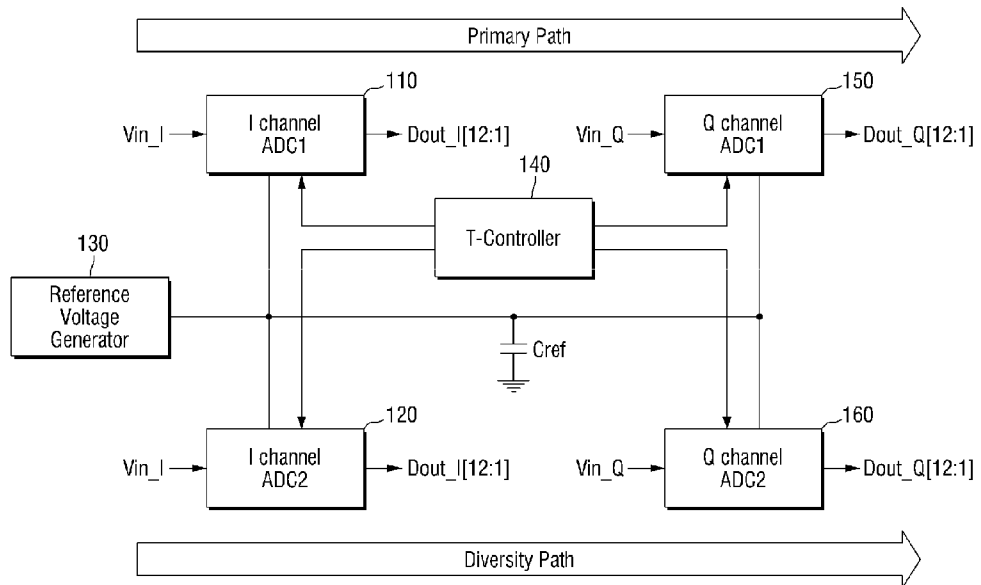 Primary Path
110
150
Vin_I
I channel
ADC1
Dout_I[12:1]
Vin_Q
Q channel
ADC1
Dout_Q[12:1]
140
T-Controller
130
Reference
Voltage
Generator
Cref
120
160
Vin_I
I channel
ADC2
Dout_I[12:1]
Vin_Q
Q channel
ADC2
Dout_Q[12:1]
Diversity Path